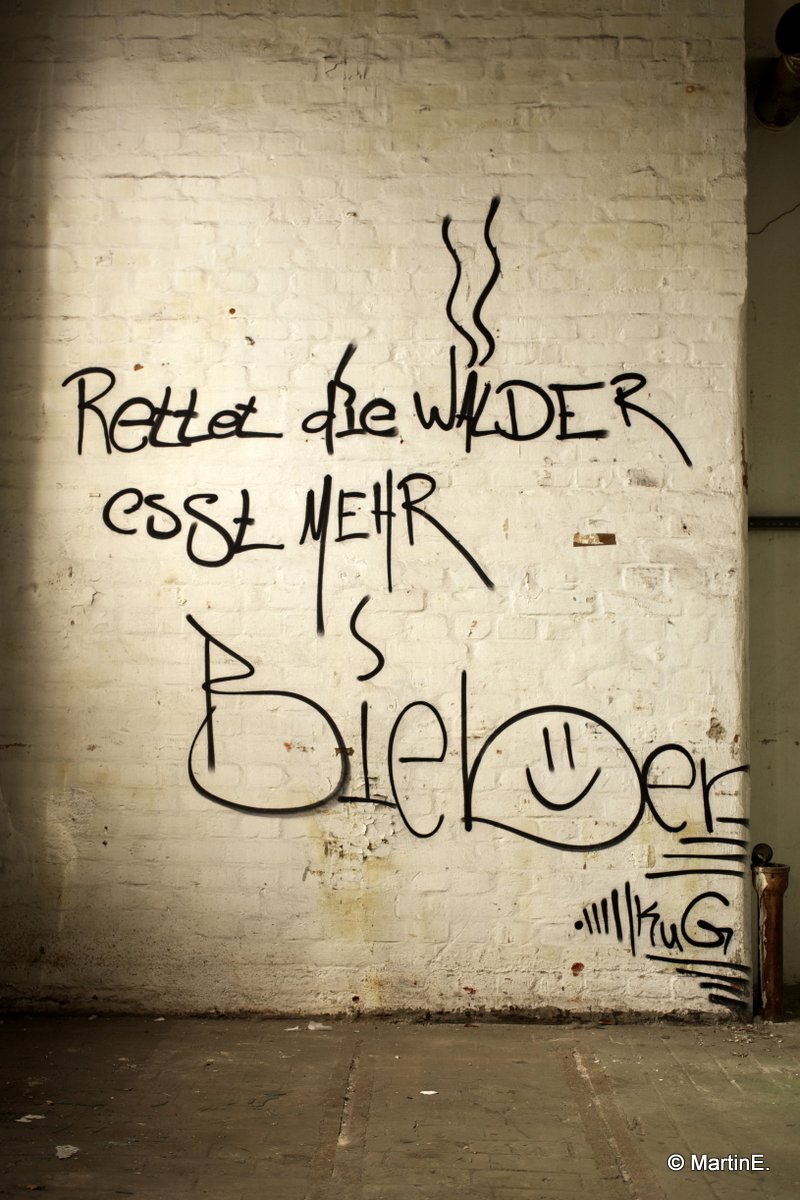 Rettet die WÄLDER
esst MEHR
Bieber
KuG
© MartinE.